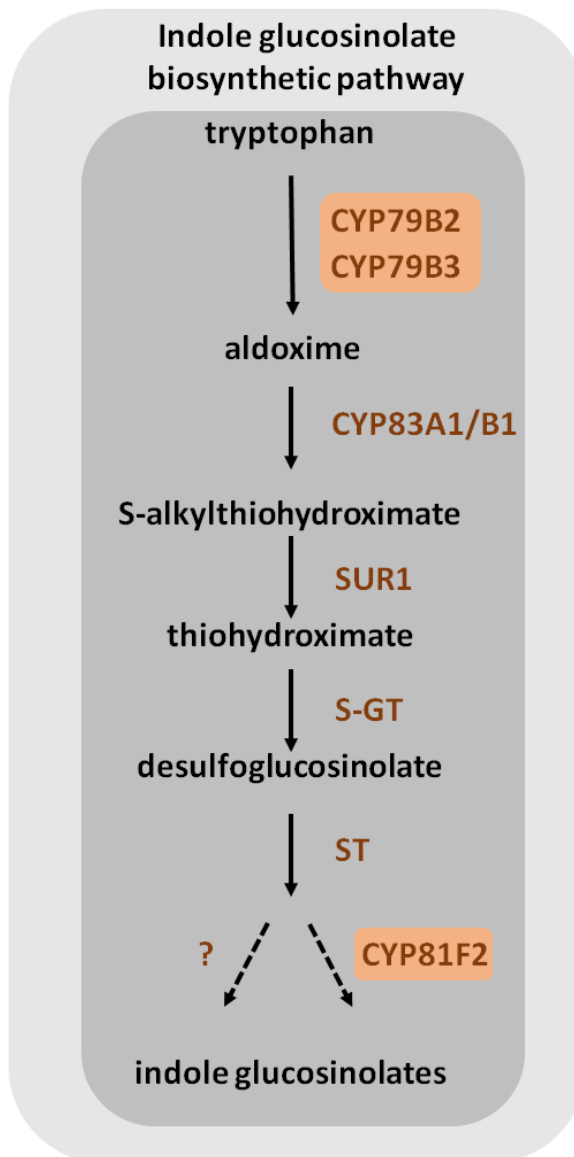 Indole glucosinolate
biosynthetic pathway
tryptophan
CYP79B2
CYP79B3
aldoxime
CYP83A1/B1
S-alkylthiohydroximate
SUR1
thiohydroximate
S-GT
desulfoglucosinolate
ST
?
CYP81F2
indole glucosinolates